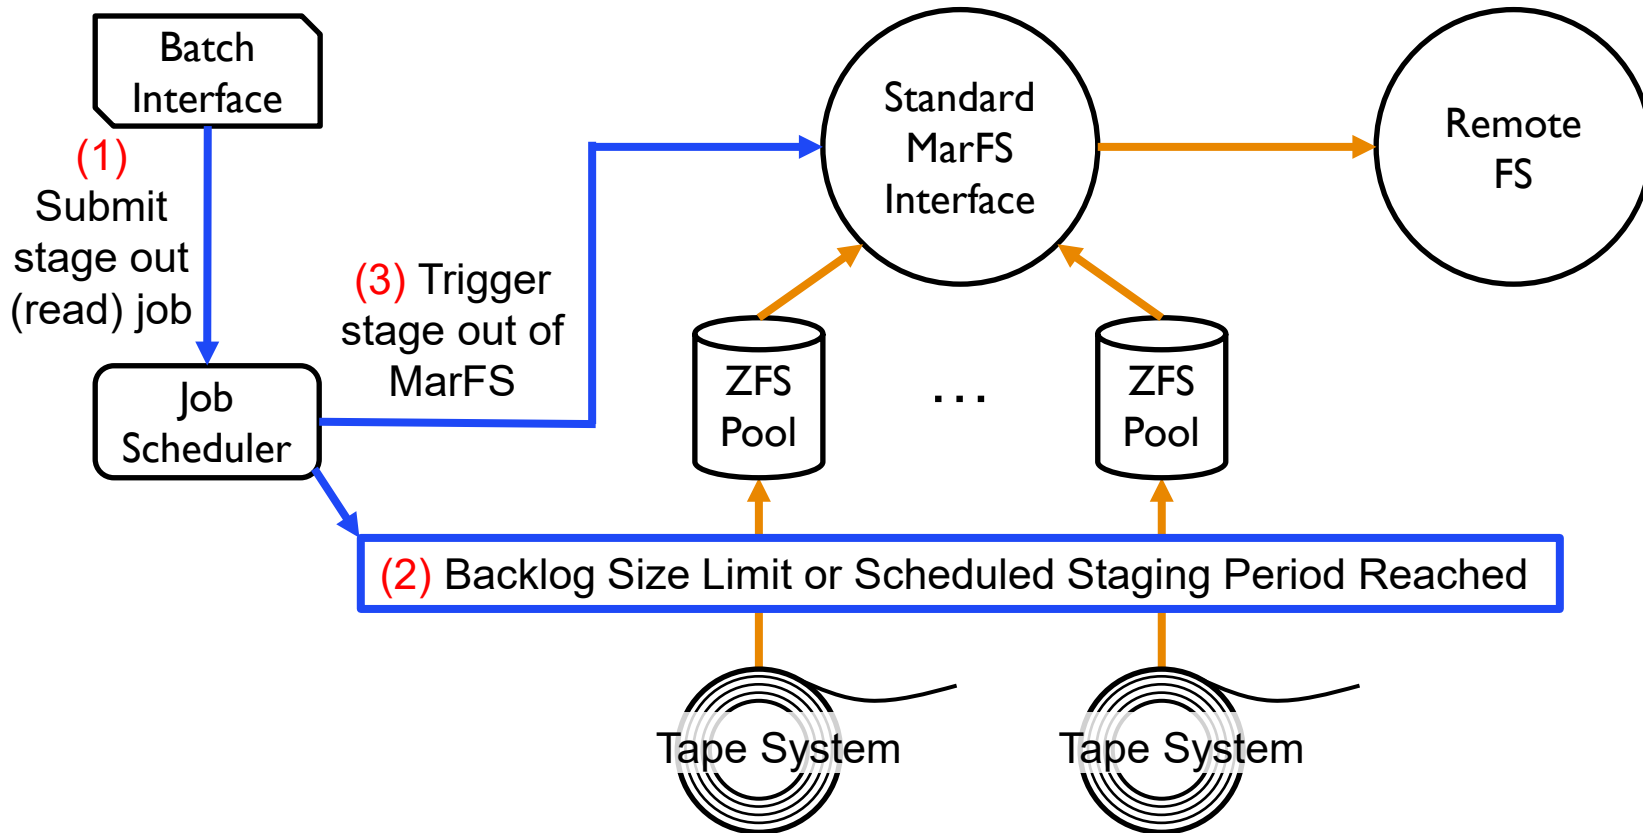 Batch
Interface
(1)
Submit
stage out
(read) job
Job
Scheduler
(3) Trigger
stage out of
MarFS
Standard
MarFS
Interface
Remote
FS
ZFS
Pool
...
ZFS
Pool
(2) Backlog Size Limit or Scheduled Staging Period Reached
Tape System
Tape System